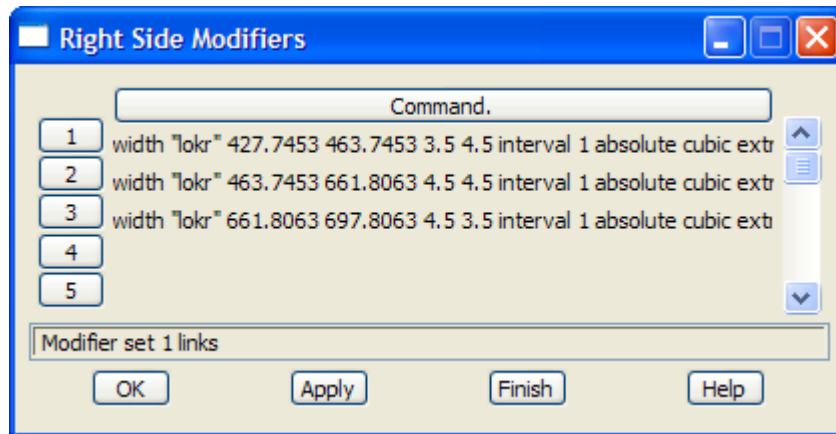 Right Side Modifiers
Command.
1 width "lokr" 427.7453 463.7453 3.5 4.5 interval 1 absolute cubic extr
2 width "lokr" 463.7453 661.8063 4.5 4.5 interval 1 absolute cubic extr
3 width "lokr" 661.8063 697.8063 4.5 3.5 interval 1 absolute cubic ext
4
5
Modifier set 1 links
OK Apply Finish Help